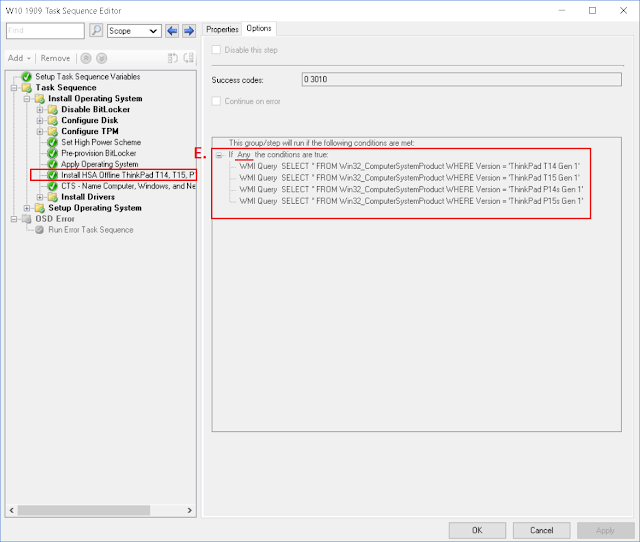 W10 1909 Task Sequence Editor
Find
Scope
Add
Remove
Setup Task Sequence Variables
Task Sequence
Install Operating System
Disable BitLocker
Configure Disk
Configure TPM
Set High Power Scheme
Pre-provision BitLocker
Apply Operating System
Install HSA Offline ThinkPad T14, T15, P
CTS - Name Computer, Windows, and Ne
Install Drivers
Setup Operating System
OSD Error
Run Error Task Sequence
Properties
Options
Disable this step
Success codes:
0 3010
Continue on error
This group/step will run if the following conditions are met:
E.
If Any the conditions are true:
WMI Query SELECT * FROM Win32_ComputerSystemProduct WHERE Version = 'ThinkPad T14 Gen 1'
WMI Query SELECT * FROM Win32_ComputerSystemProduct WHERE Version = 'ThinkPad T15 Gen 1'
WMI Query SELECT * FROM Win32_ComputerSystemProduct WHERE Version = 'ThinkPad P14s Gen 1'
WMI Query SELECT * FROM Win32_ComputerSystemProduct WHERE Version = 'ThinkPad P15s Gen 1'
OK
Cancel
Apply